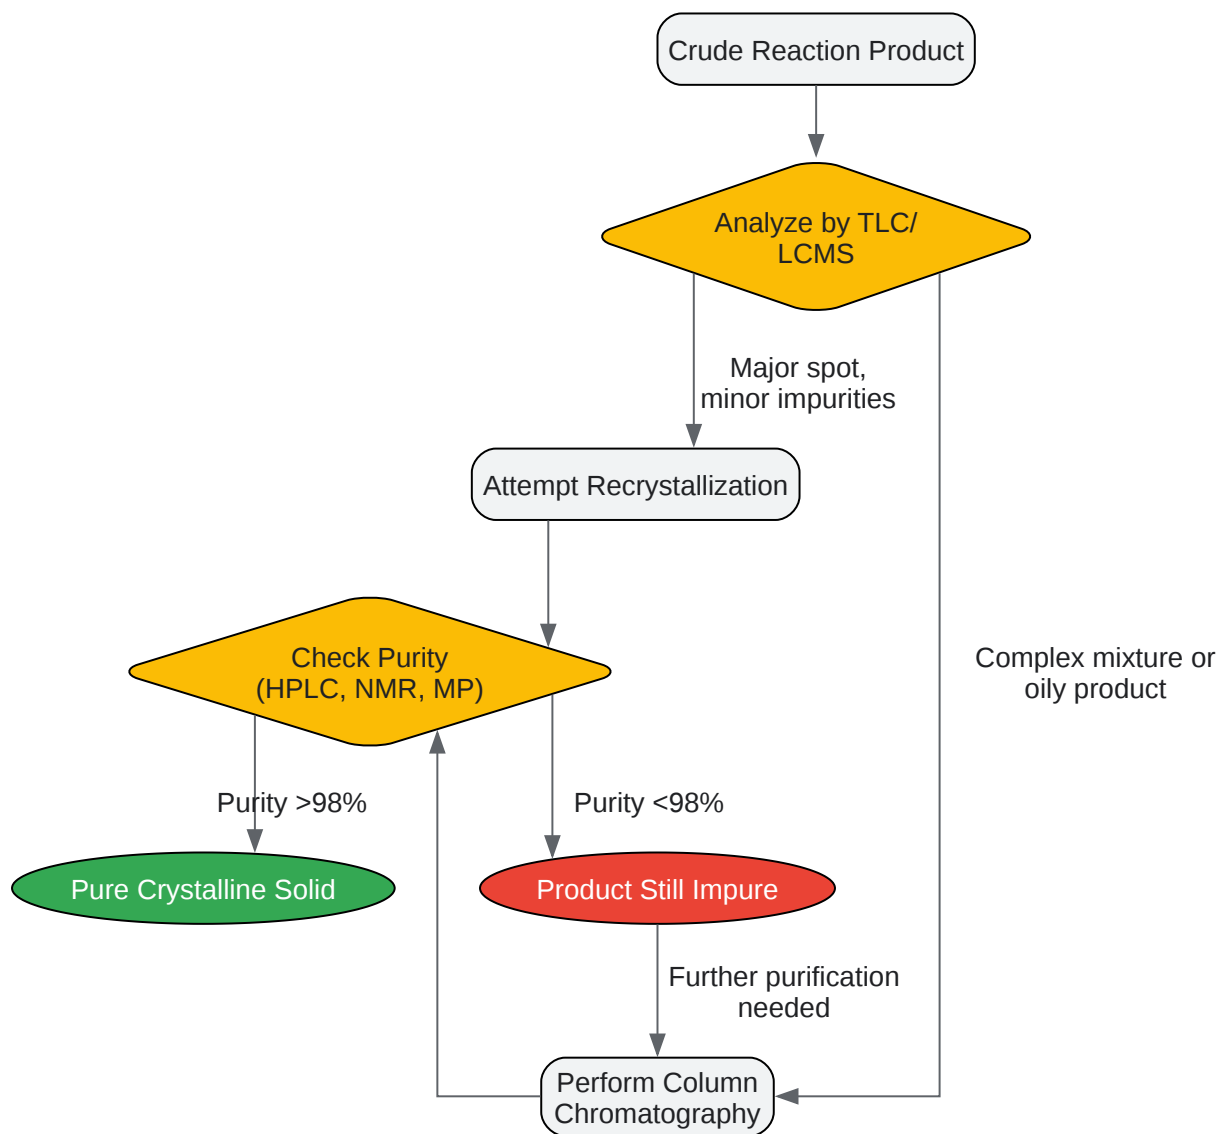 Crude Reaction Product
Analyze by TLC/
LCMS
Major spot,
minor impurities
Attempt Recrystallization
Complex mixture or
oily product
Check Purity
(HPLC, NMR, MP)
Purity >98%
Purity <98%
Pure Crystalline Solid
Product Still Impure
Further purification
needed
Perform Column
Chromatography